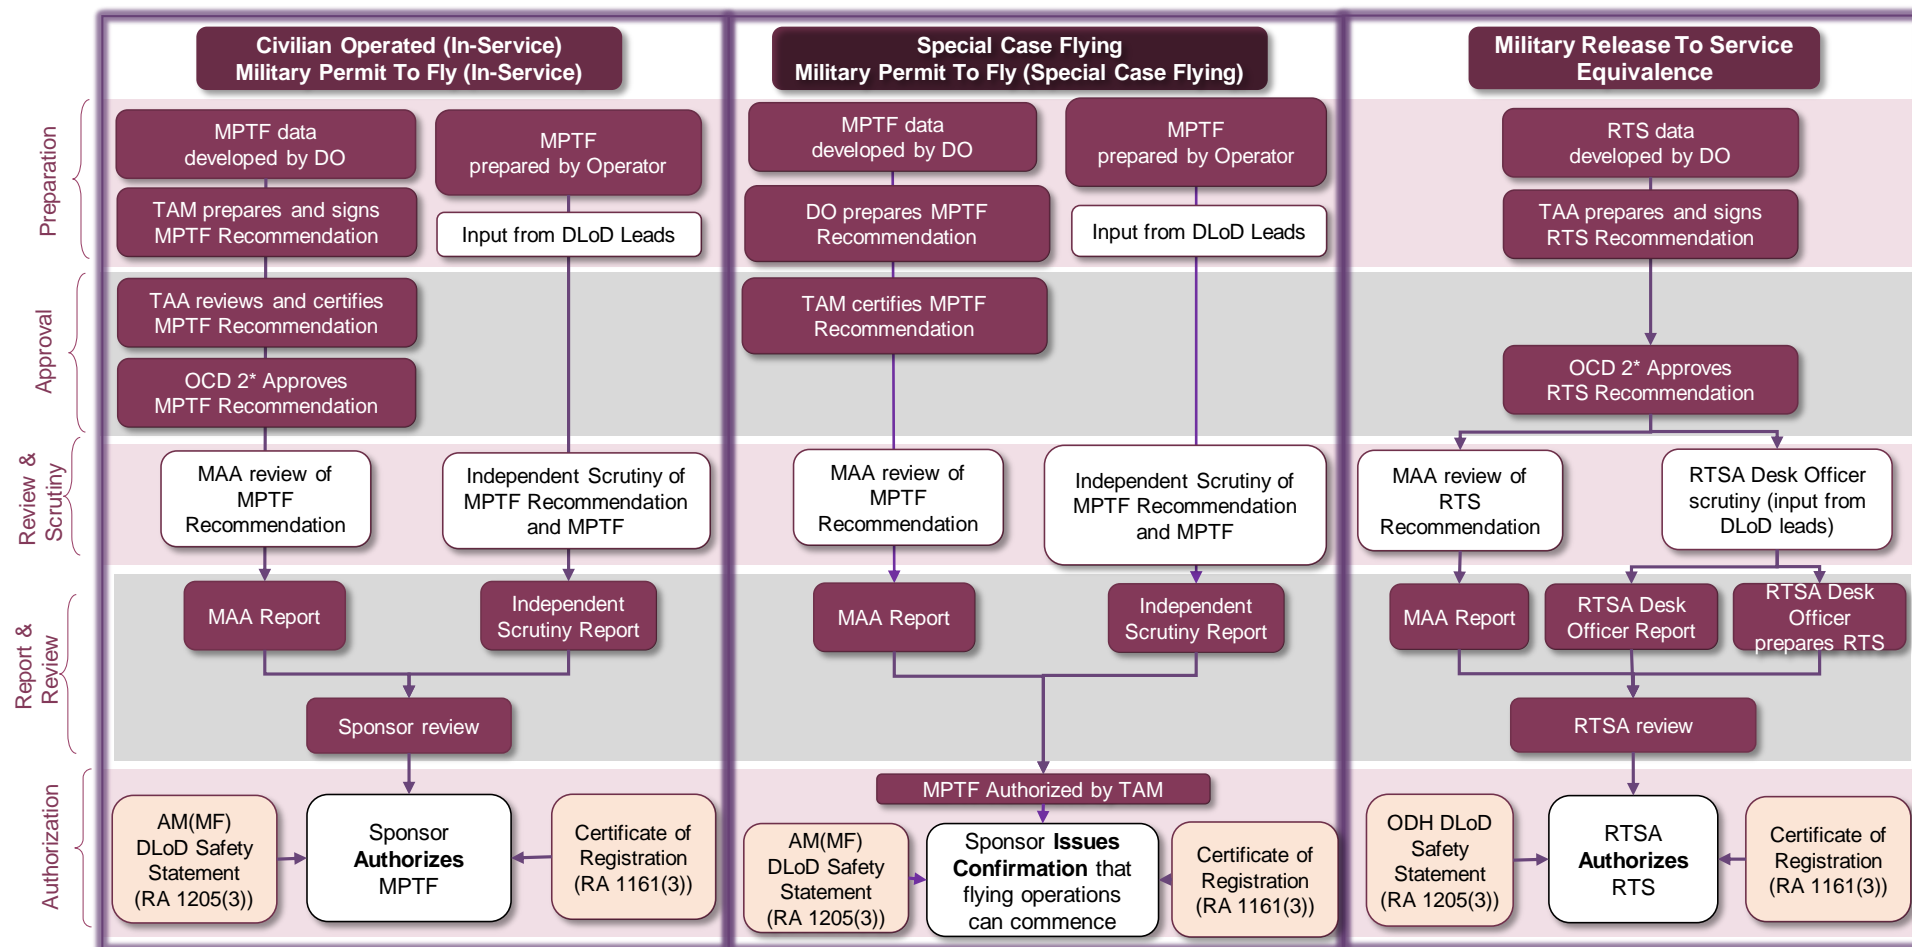 Civilian Operated (In-Service)
Military Permit To Fly (In-Service)
Special Case Flying
Military Permit To Fly (Special Case Flying)
Military Release To Service
Equivalence
Preparation
MPTF data
developed by DO
MPTF
prepared by Operator
TAM prepares and signs
MPTF Recommendation
Input from DLoD Leads
MPTF data
developed by DO
MPTF
prepared by Operator
DO prepares MPTF
Recommendation
Input from DLoD Leads
RTS data
developed by DO
TAA prepares and signs
RTS Recommendation
Approval
TAA reviews and certifies
MPTF Recommendation
OCD 2* Approves
MPTF Recommendation
TAM certifies MPTF
Recommendation
OCD 2* Approves
RTS Recommendation
Review &
Scrutiny
MAA review of
MPTF
Recommendation
Independent Scrutiny of
MPTF Recommendation
and MPTF
MAA review of
MPTF
Recommendation
Independent Scrutiny of
MPTF Recommendation
and MPTF
MAA review of
RTS
Recommendation
RTSA Desk Officer
scrutiny (input from
DLoD leads)
Report &
Review
MAA Report
Independent
Scrutiny Report
Sponsor review
MAA Report
Independent
Scrutiny Report
MAA Report
RTSA Desk
Officer Report
RTSA Desk
Officer
prepares RTS
RTSA review
Authorization
AM(MF)
DLoD Safety
Statement
(RA 1205(3))
Sponsor
Authorizes
MPTF
Certificate of
Registration
(RA 1161(3))
MPTF Authorized by TAM
AM(MF)
DLoD Safety
Statement
(RA 1205(3))
Sponsor Issues
Confirmation that
flying operations
can commence
Certificate of
Registration
(RA 1161(3))
ODH DLoD
Safety
Statement
(RA 1205(3))
RTSA
Authorizes
RTS
Certificate of
Registration
(RA 1161(3))